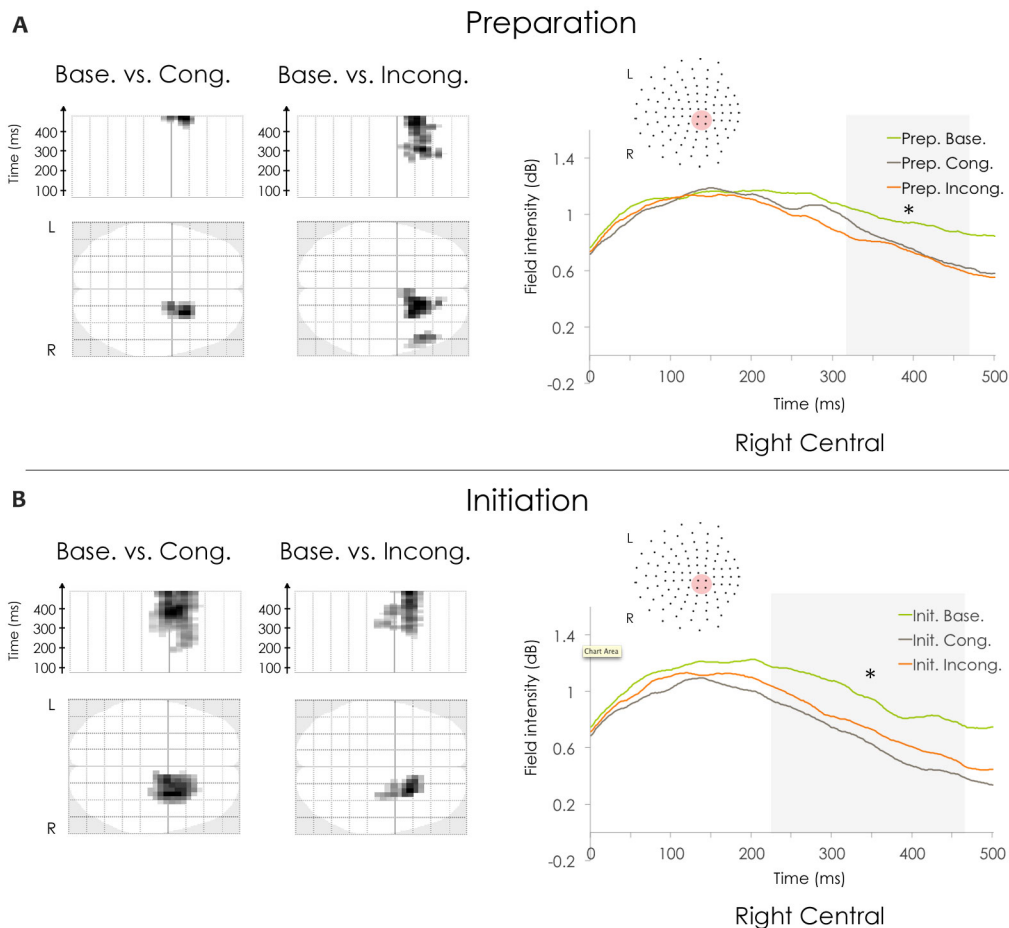 A
Preparation
Base. vs. Cong.
Base. vs. Incong.
Time (ms)
400
300
200
100
400
300
200
100
L
R
L
R
Field intensity (dB)
1.4
1
0.6
0.2
-0.2
Prep. Base.
Prep. Cong.
Prep. Incong.
*
0
100
200
300
400
500
Time (ms)
Right Central
B
Initiation
Base. vs. Cong.
Base. vs. Incong.
Time (ms)
400
300
200
100
400
300
200
100
L
R
L
R
Field intensity (dB)
1.4
1
0.6
0.2
-0.2
Chart Area
Init. Base.
Init. Cong.
Init. Incong.
*
0
100
200
300
400
500
Time (ms)
Right Central